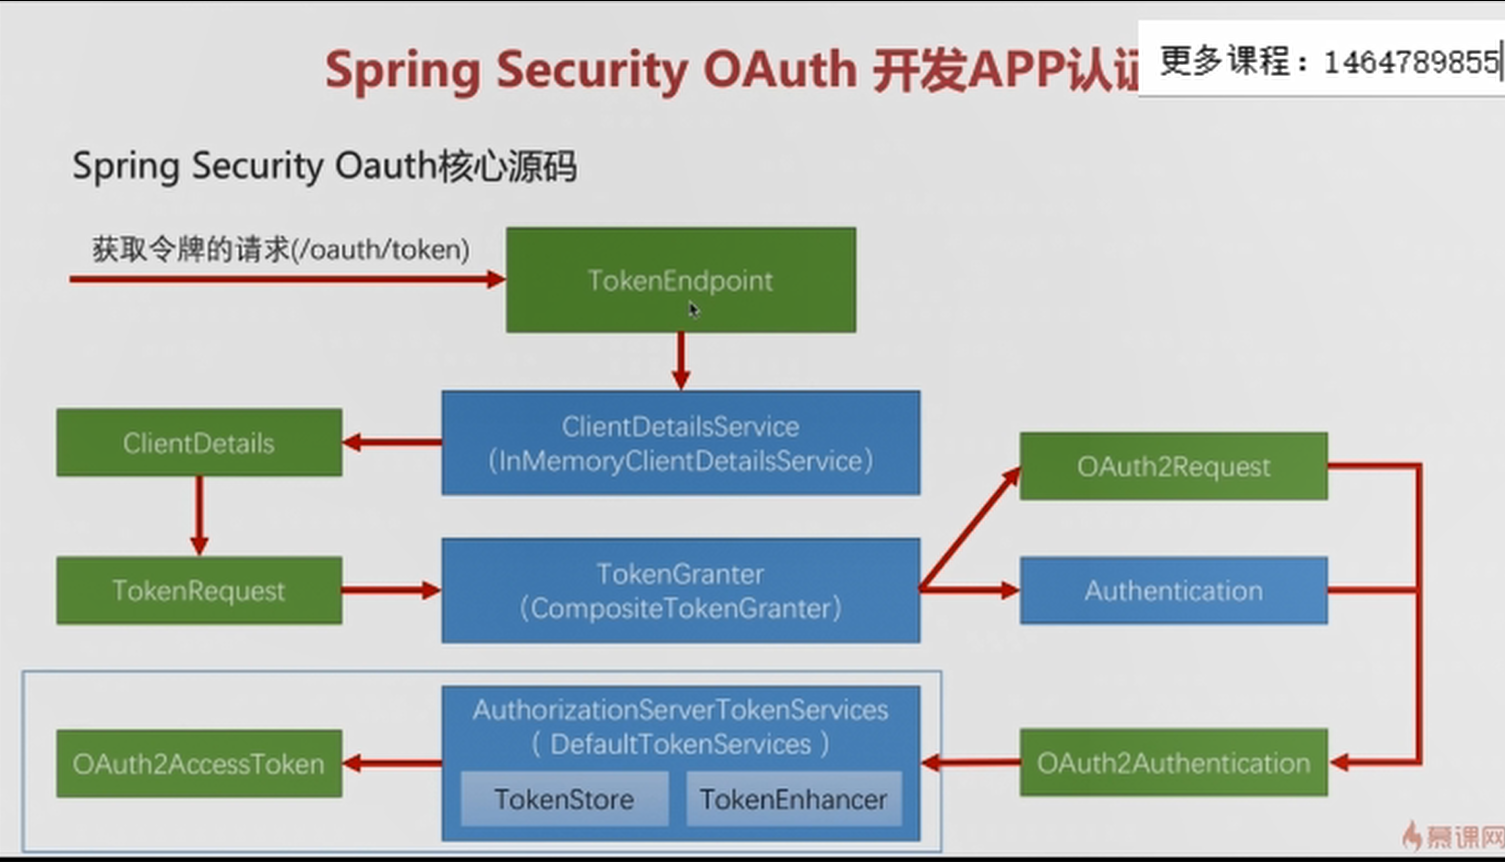 Spring Security OAuth 开发APP认证
更多课程：1464789855
Spring Security Oauth核心源码
获取令牌的请求(/oauth/token)
TokenEndpoint
ClientDetails
ClientDetailsService
（InMemoryClientDetailsService）
OAuth2Request
TokenRequest
TokenGranter
（CompositeTokenGranter）
Authentication
OAuth2AccessToken
AuthorizationServerTokenServices
（ DefaultTokenServices ）
TokenStore
TokenEnhancer
OAuth2Authentication
慕课网